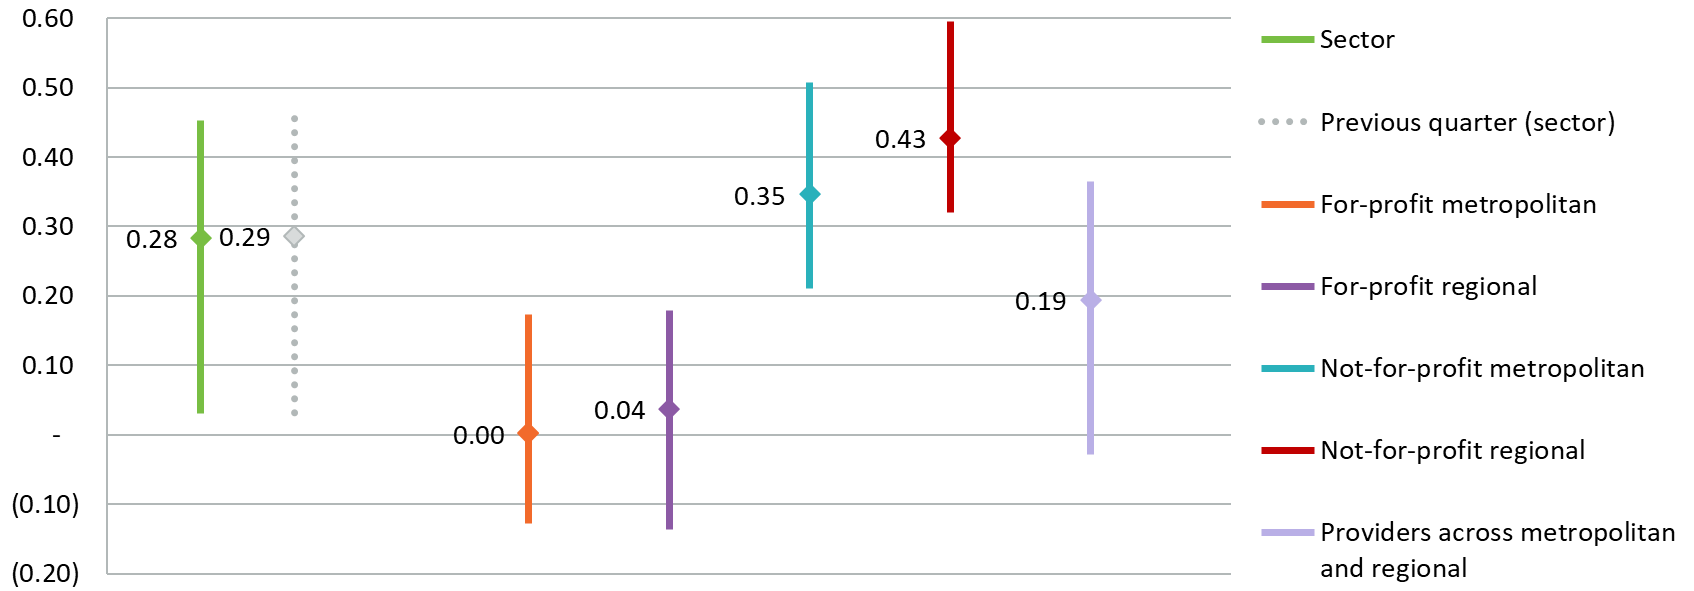 0.60
0.50
0.40
0.30
0.20
0.10
-
(0.10)
(0.20)
0.28
0.29
0.00
0.04
0.35
0.43
0.19
Sector
Previous quarter (sector)
For-profit metropolitan
For-profit regional
Not-for-profit metropolitan
Not-for-profit regional
Providers across metropolitan
and regional